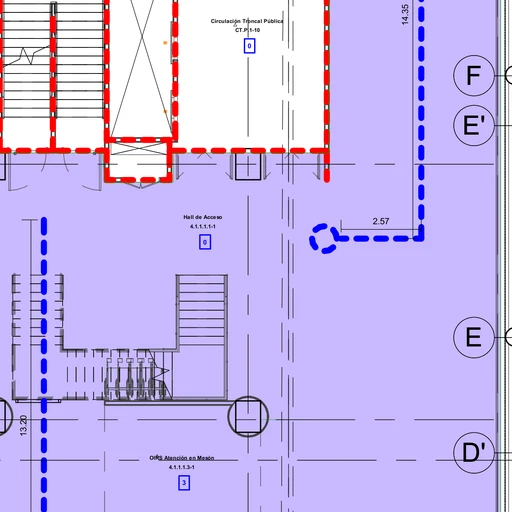 Circulación Troncal Pública
CT.P.1-10
0
14.35
F
E'
Hall de Acceso
4.1.1.1.1-1
0
2.57
E
13.20
D'
OIRS Atención en Mesón
4.1.1.1.3-1
3